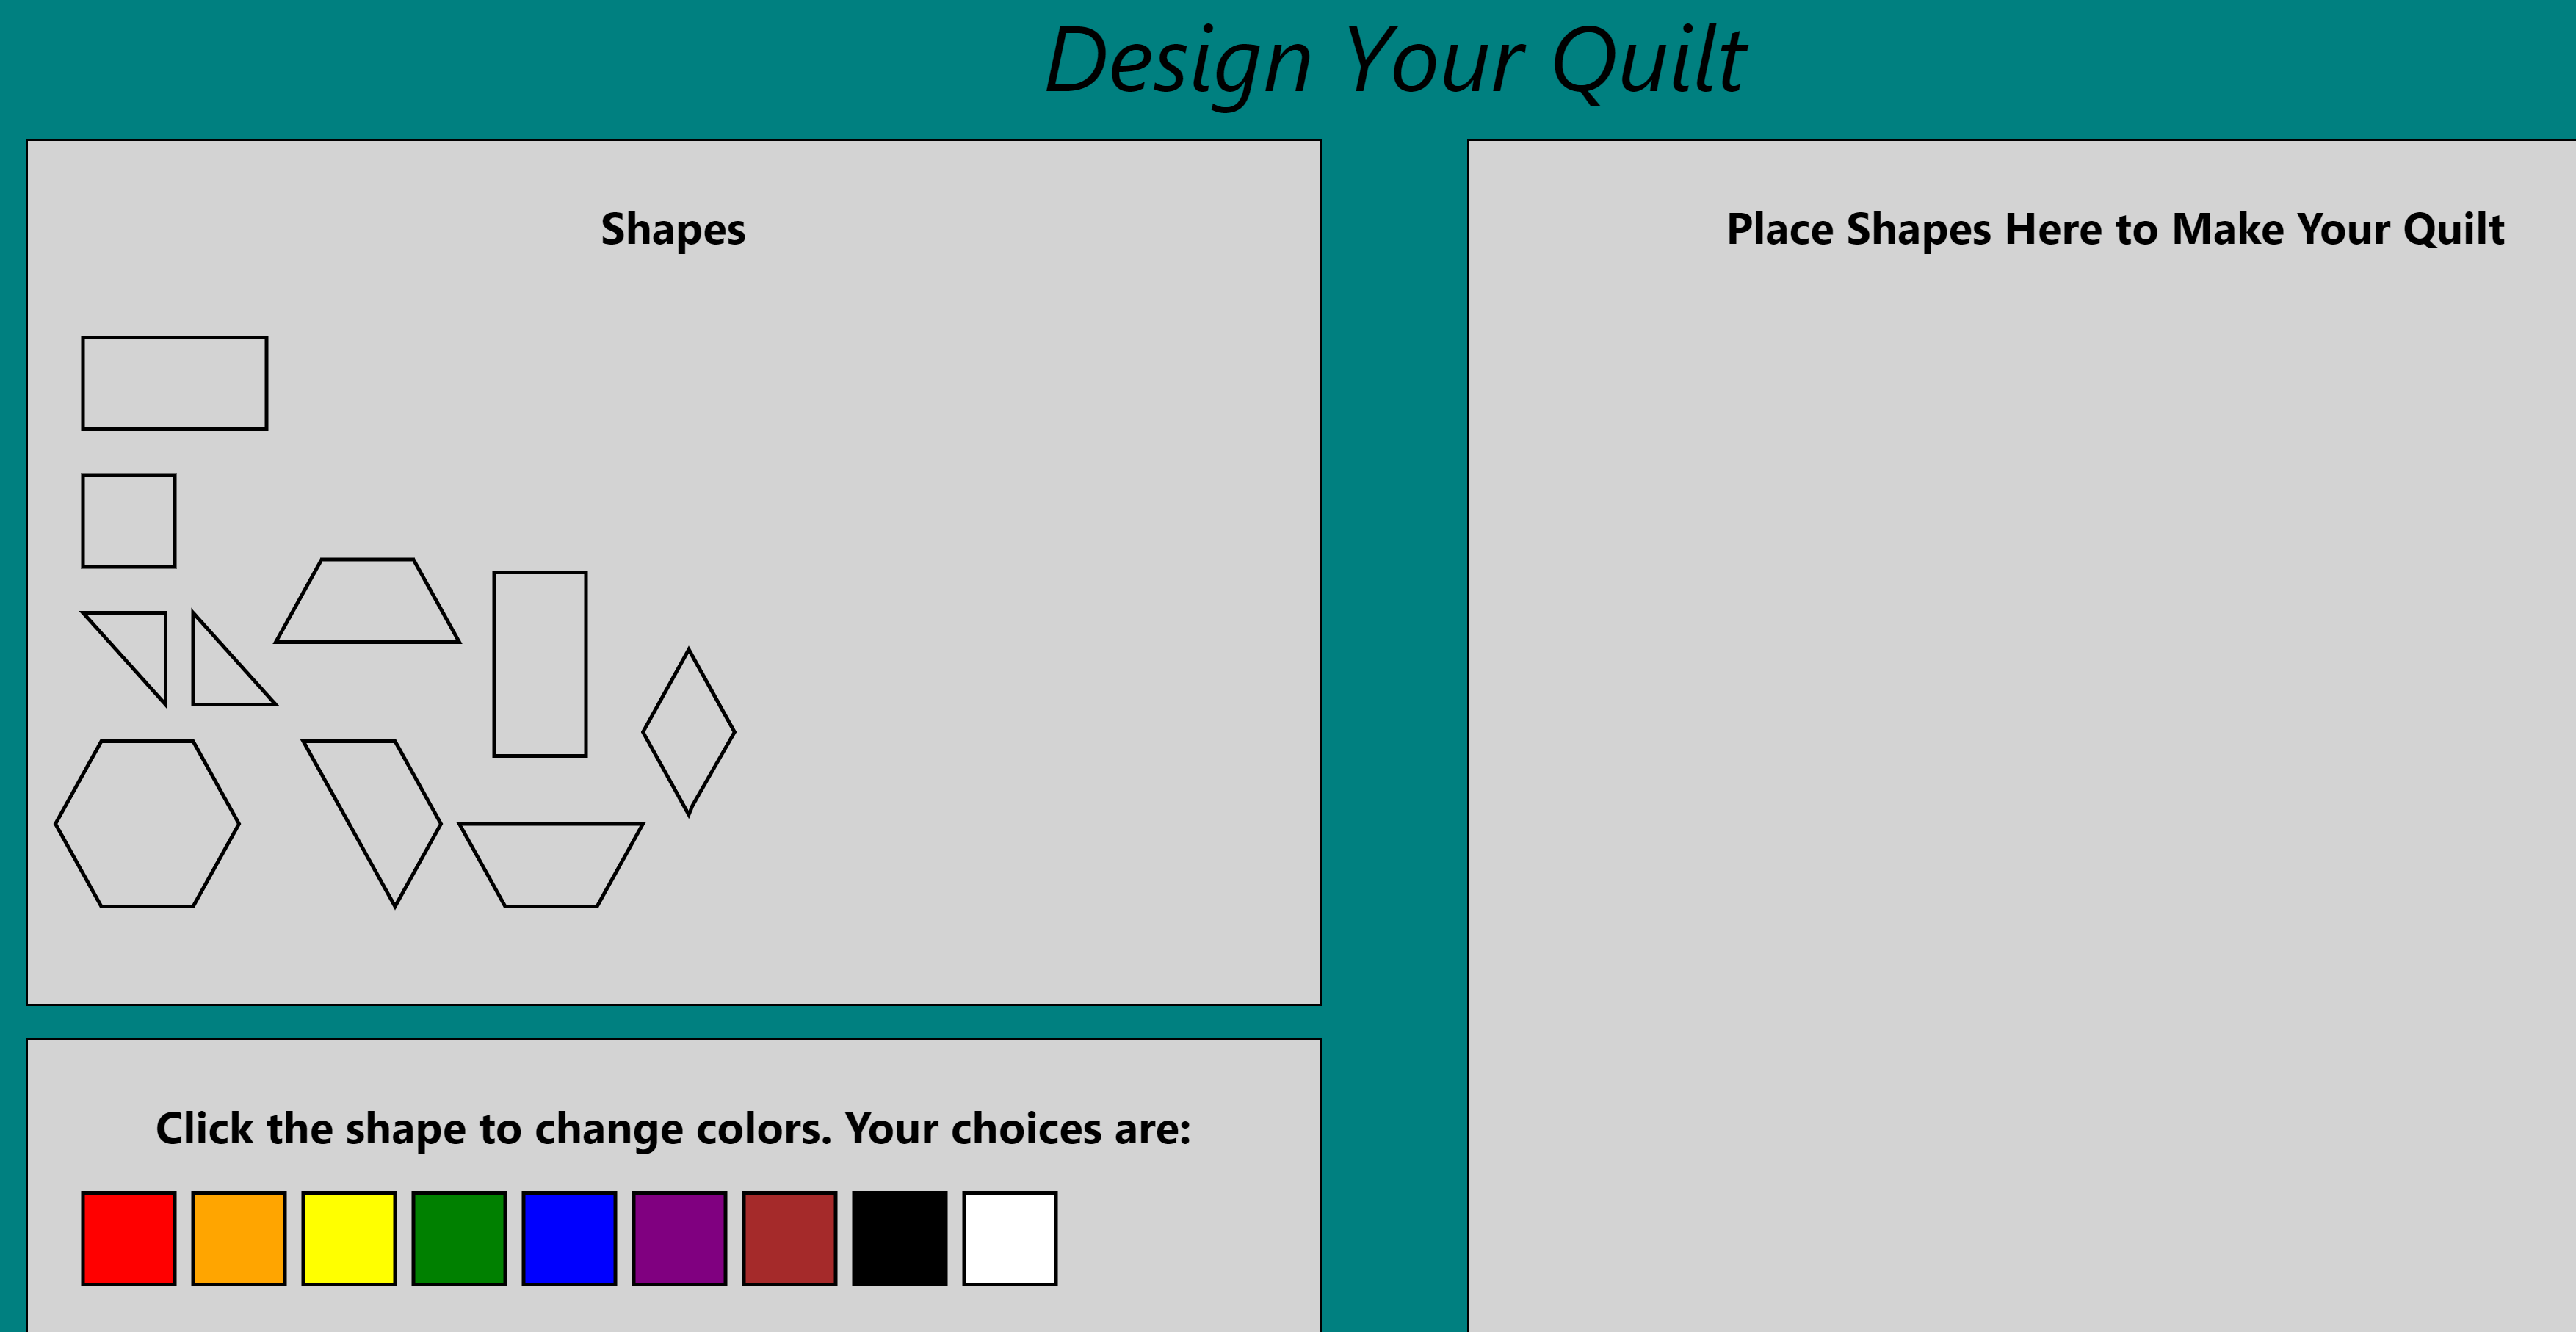 Design Your Quilt
Shapes
Place Shapes Here to Make Your Quilt
Click the shape to change colors. Your choices are: